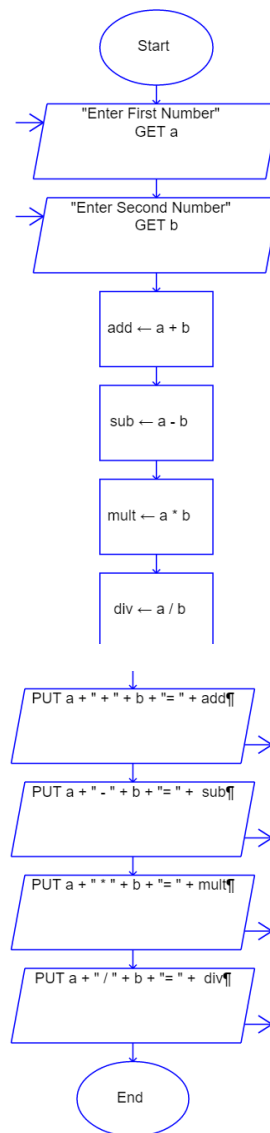 Start
"Enter First Number"
GET a
"Enter Second Number"
GET b
add ← a + b
sub ← a - b
mult ← a * b
div ← a / b
PUT a + " + " + b + "= " + add¶
PUT a + " - " + b + "= " + sub¶
PUT a + " * " + b + "= " + mult¶
PUT a + " / " + b + "= " + div¶
End